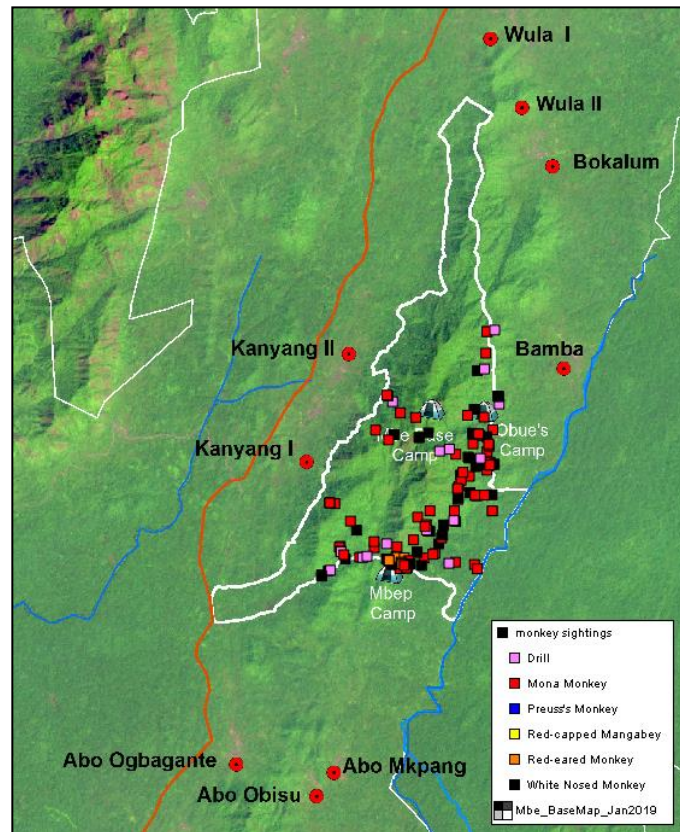 Wula I
Wula II
Bokalum
Kanyang II
Bamba
Base
Camp
Obue's
Camp
Kanyang I
Mbep
Camp
Abo Ogbagante
Abo Mkpang
Abo Obisu
monkey sightings
Drill
Mona Monkey
Preuss's Monkey
Red-capped Mangabey
Red-eared Monkey
White Nosed Monkey
Mbe_BaseMap_Jan2019